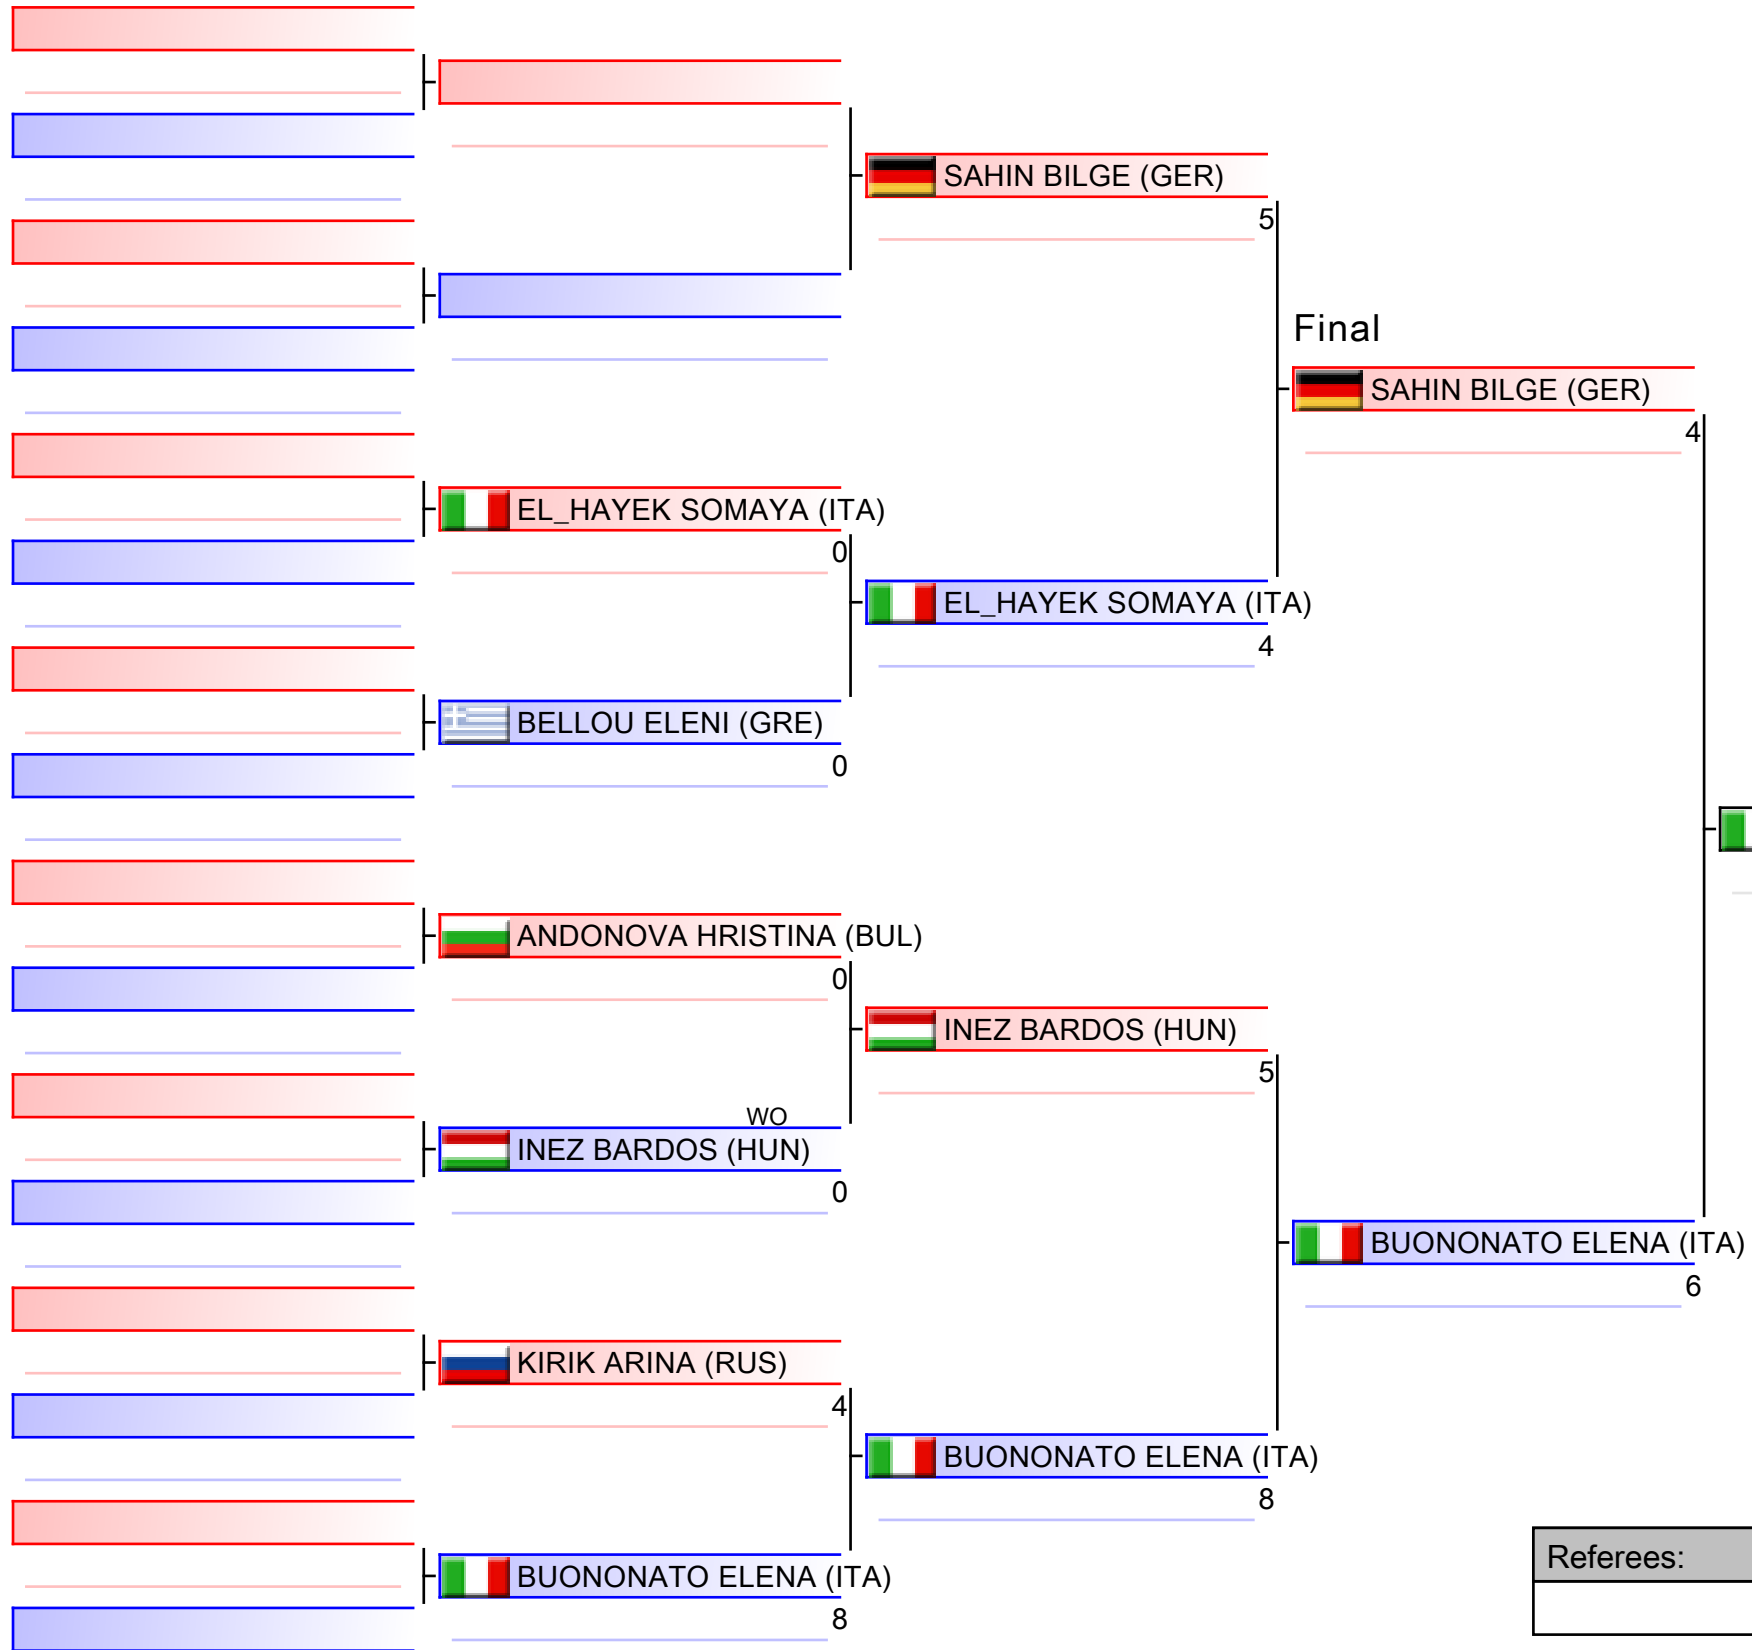 SAHIN BILGE (GER)
5
Final
SAHIN BILGE (GER)
4
EL_HAYEK SOMAYA (ITA)
0
EL_HAYEK SOMAYA (ITA)
4
BELLOU ELENI (GRE)
0
ANDONOVA HRISTINA (BUL)
0
INEZ BARDOS (HUN)
5
WO
INEZ BARDOS (HUN)
0
BUONONATO ELENA (ITA)
6
KIRIK ARINA (RUS)
4
BUONONATO ELENA (ITA)
8
BUONONATO ELENA (ITA)
8
Referees: